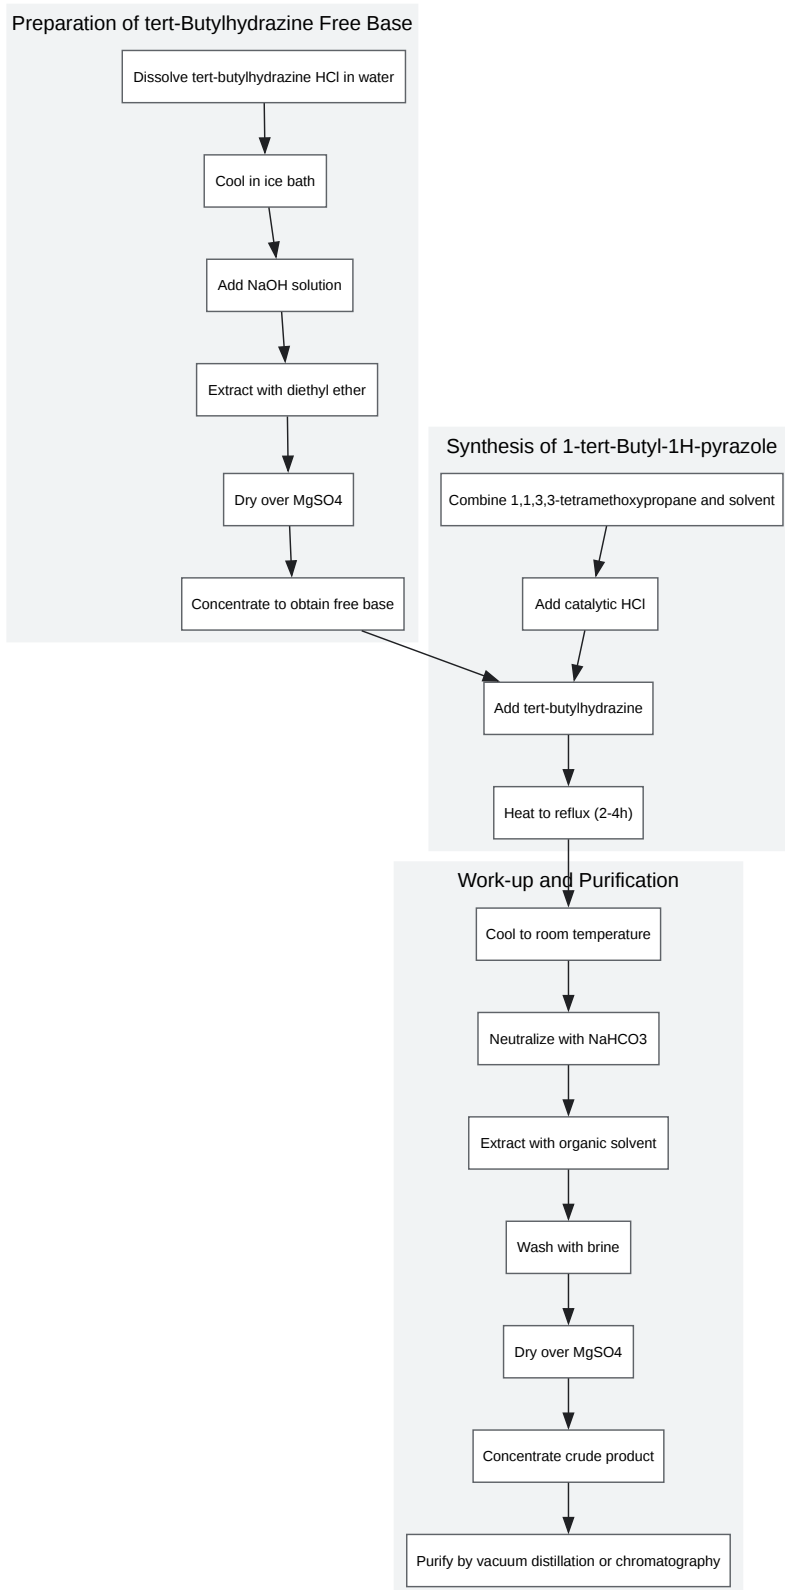 Preparation of tert-Butylhydrazine Free Base
Dissolve tert-butylhydrazine HCl in water
Cool in ice bath
Add NaOH solution
Extract with diethyl ether
Dry over MgSO4
Concentrate to obtain free base
Synthesis of 1-tert-Butyl-1H-pyrazole
Combine 1,1,3,3-tetramethoxypropane and solvent
Add catalytic HCl
Add tert-butylhydrazine
Heat to reflux (2-4h)
Work-up and Purification
Cool to room temperature
Neutralize with NaHCO3
Extract with organic solvent
Wash with brine
Dry over MgSO4
Concentrate crude product
Purify by vacuum distillation or chromatography